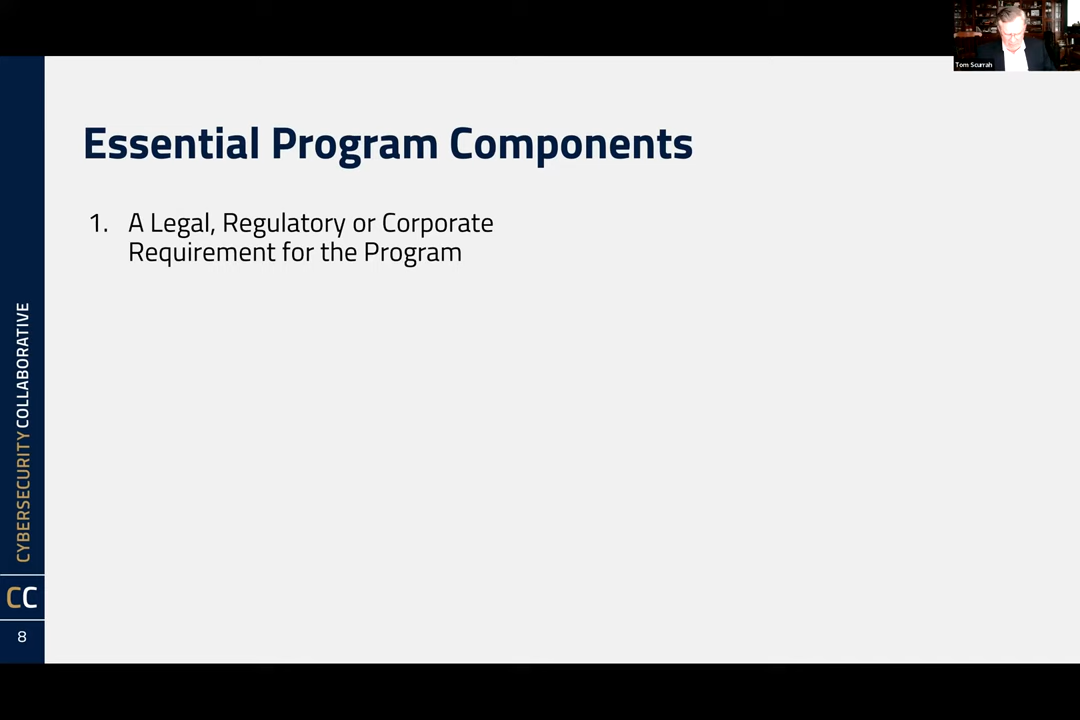 Tom Scurrah
Essential Program Components
1. A Legal, Regulatory or Corporate
Requirement for the Program
CYBERSECURITY COLLABORATIVE
CC
8